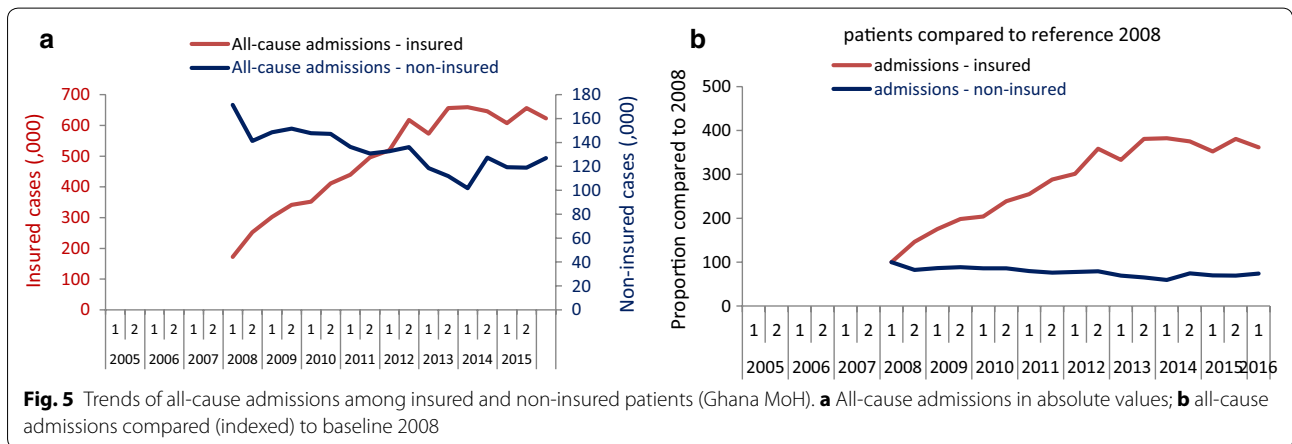 a
All-cause admissions - insured
All-cause admissions - non-insured
Insured cases (,000)
700
600
500
400
300
200
100
0
180
160
140
120
100
80
60
40
20
0
Non-insured cases (,000)
1 2 1 2 1 2 1 2 1 2 1 2 1 2 1 2 1 2 1 2 1 2
2005 2006 2007 2008 2009 2010 2011 2012 2013 2014 2015
b
patients compared to reference 2008
admissions - insured
admissions - non-insured
Proportion compared to 2008
500
400
300
200
100
0
1 2 1 2 1 2 1 2 1 2 1 2 1 2 1 2 1 2 1 2 1 2 1
2005 2006 2007 2008 2009 2010 2011 2012 2013 2014 2015 2016
Fig. 5 Trends of all-cause admissions among insured and non-insured patients (Ghana MoH). a All-cause admissions in absolute values; b all-cause
admissions compared (indexed) to baseline 2008